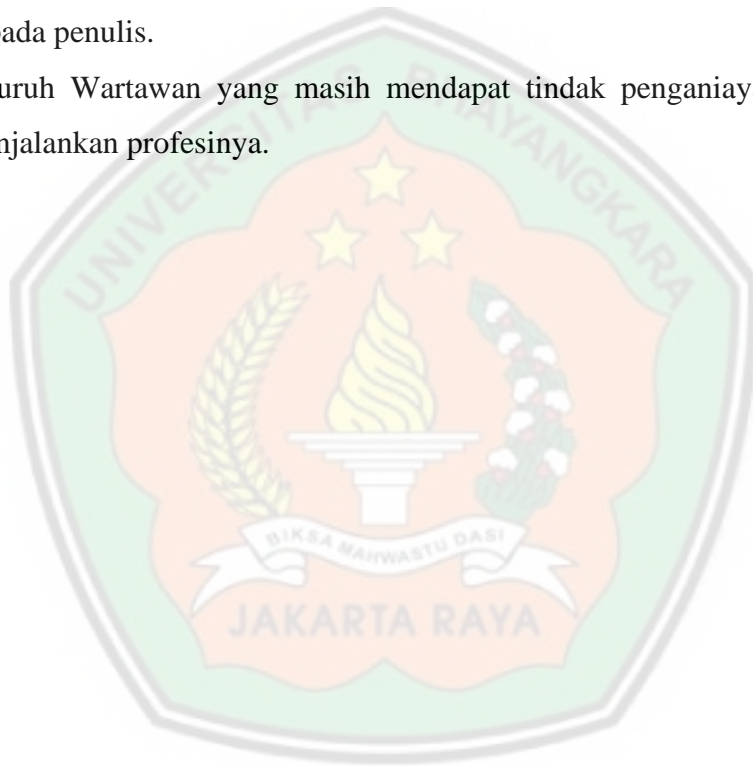 pada penulis.
uruh Wartawan yang masih mendapat tindak penganiay
njalankan profesinya.
UNIVERSITAS BHAYANGKARA
BIKSA MAHWASTU DASI
JAKARTA RAYA